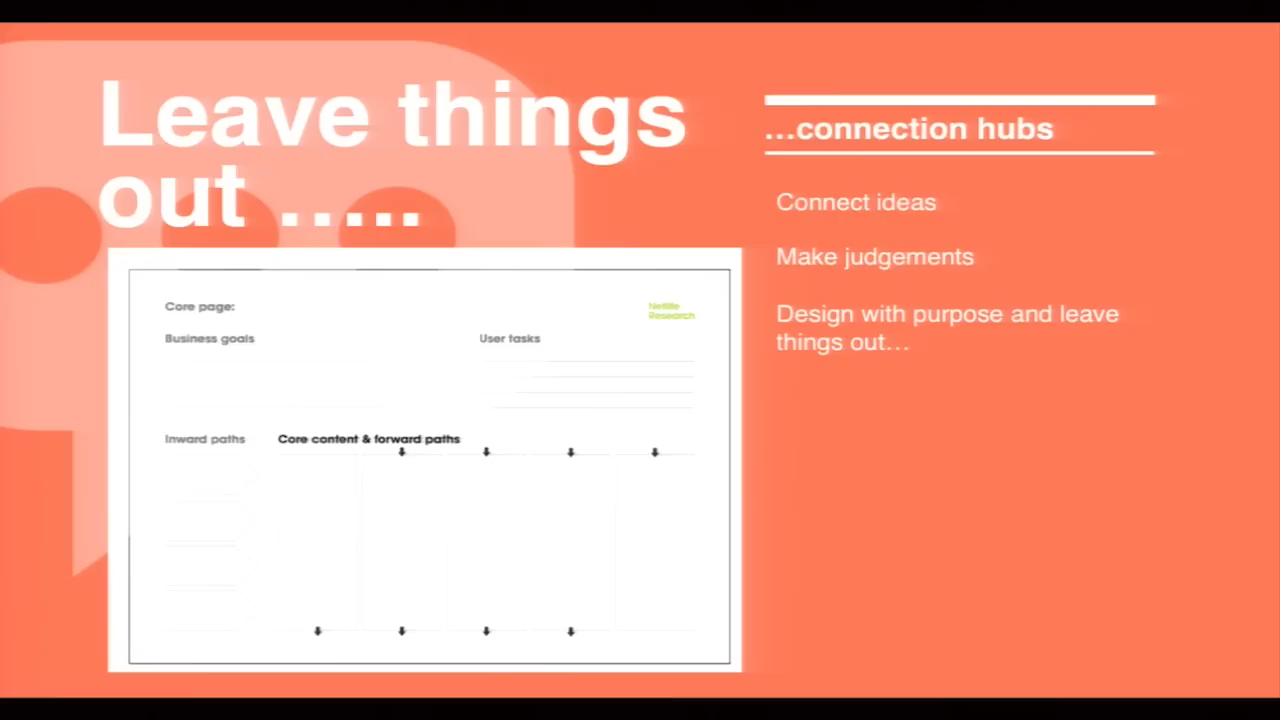 Leave things
out .....
...connection hubs
Connect ideas
Make judgements
Design with purpose and leave
things out...
Core page:
Netlife
Research
Business goals
User tasks
Inward paths
Core content & forward paths